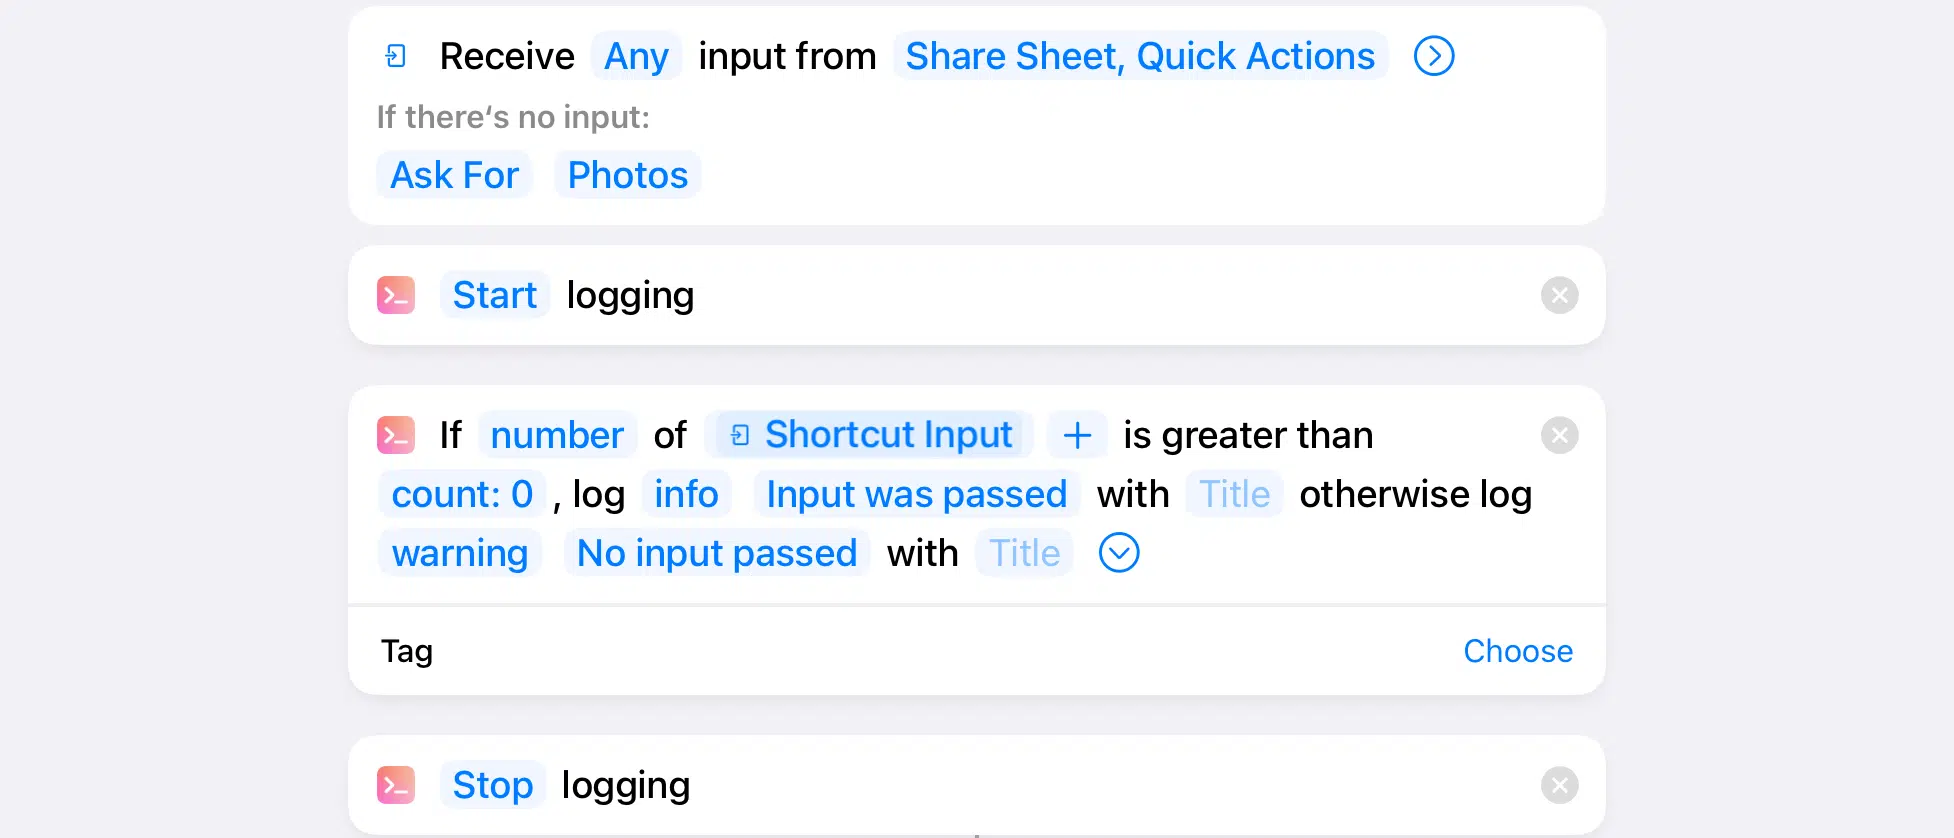 Receive Any input from Share Sheet, Quick Actions
If there‘s no input:
Ask For Photos
Start logging
If number of Shortcut Input + is greater than
count: 0 , log info Input was passed with Title otherwise log
warning No input passed with Title
Tag Choose
Stop logging